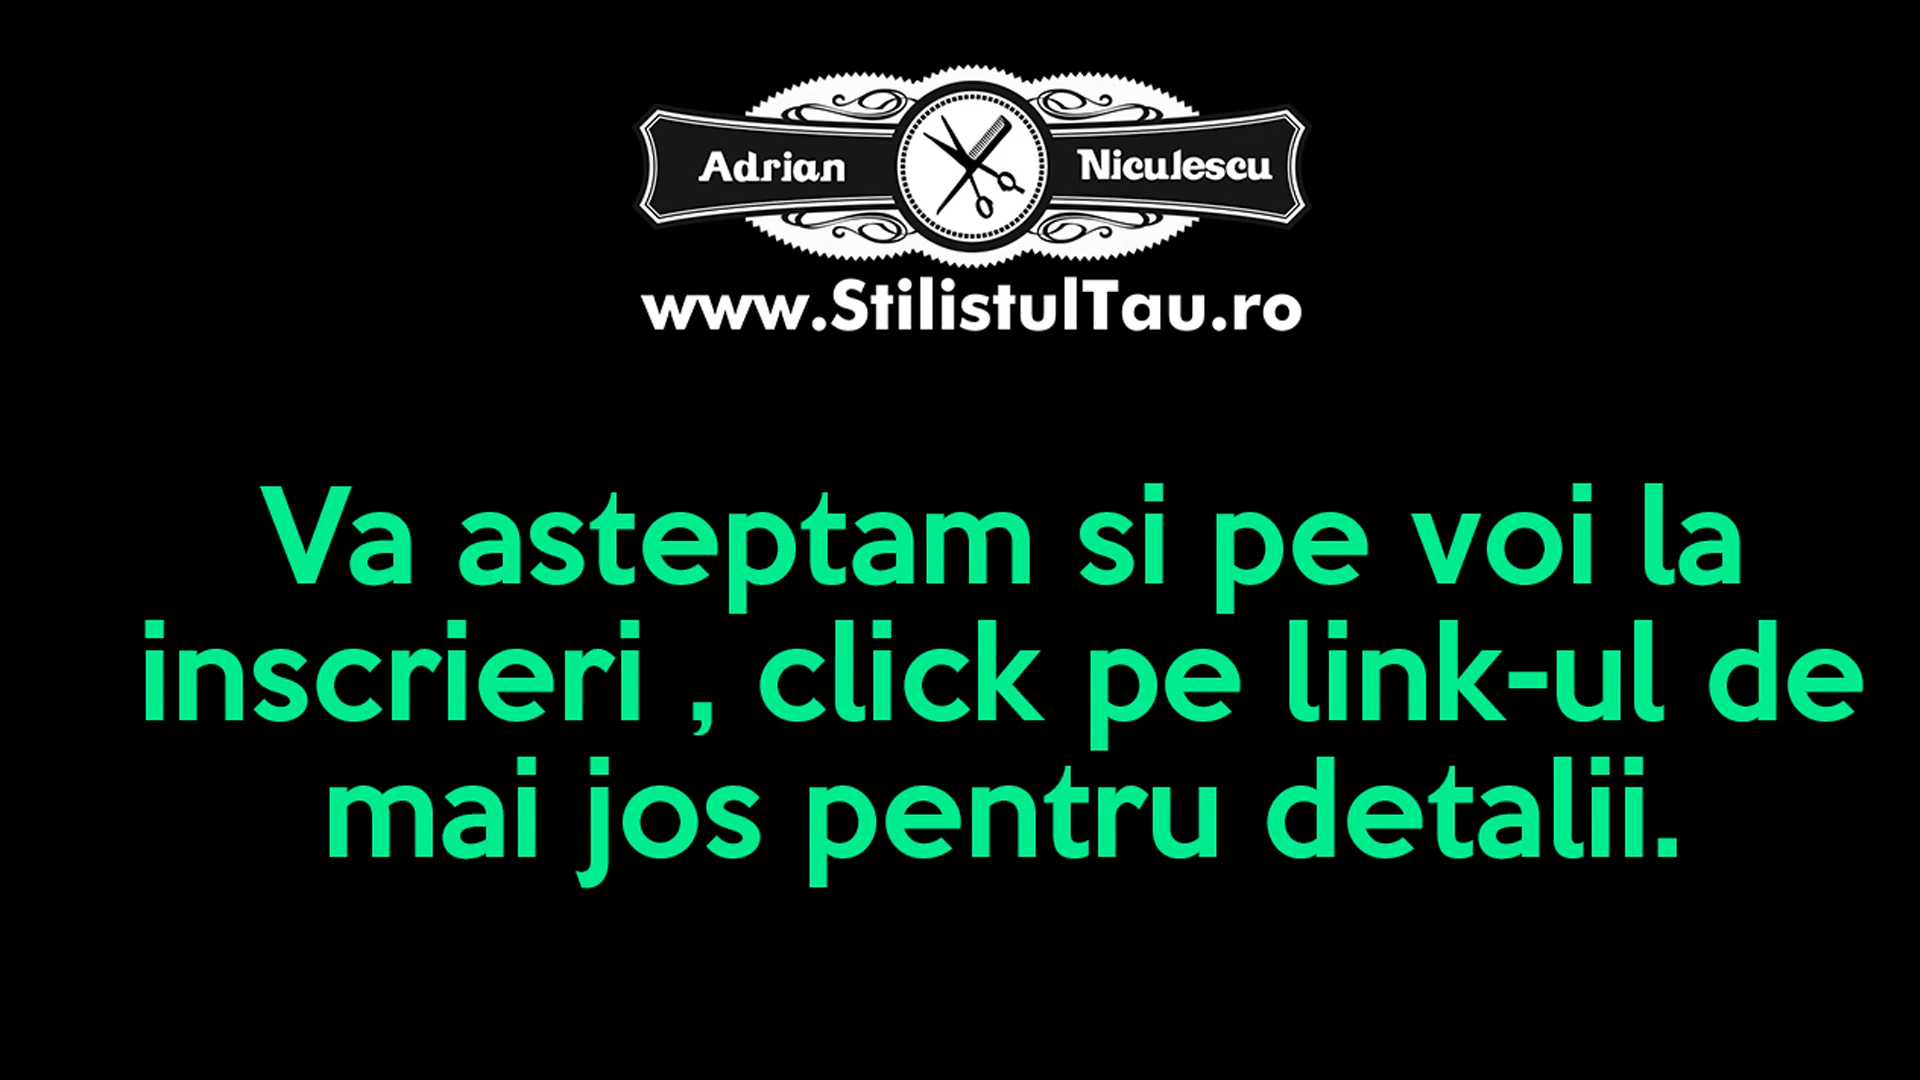 Adrian Niculescu
www.StilistulTau.ro
Va asteptam si pe voi la
inscrieri , click pe link-ul de
mai jos pentru detalii.